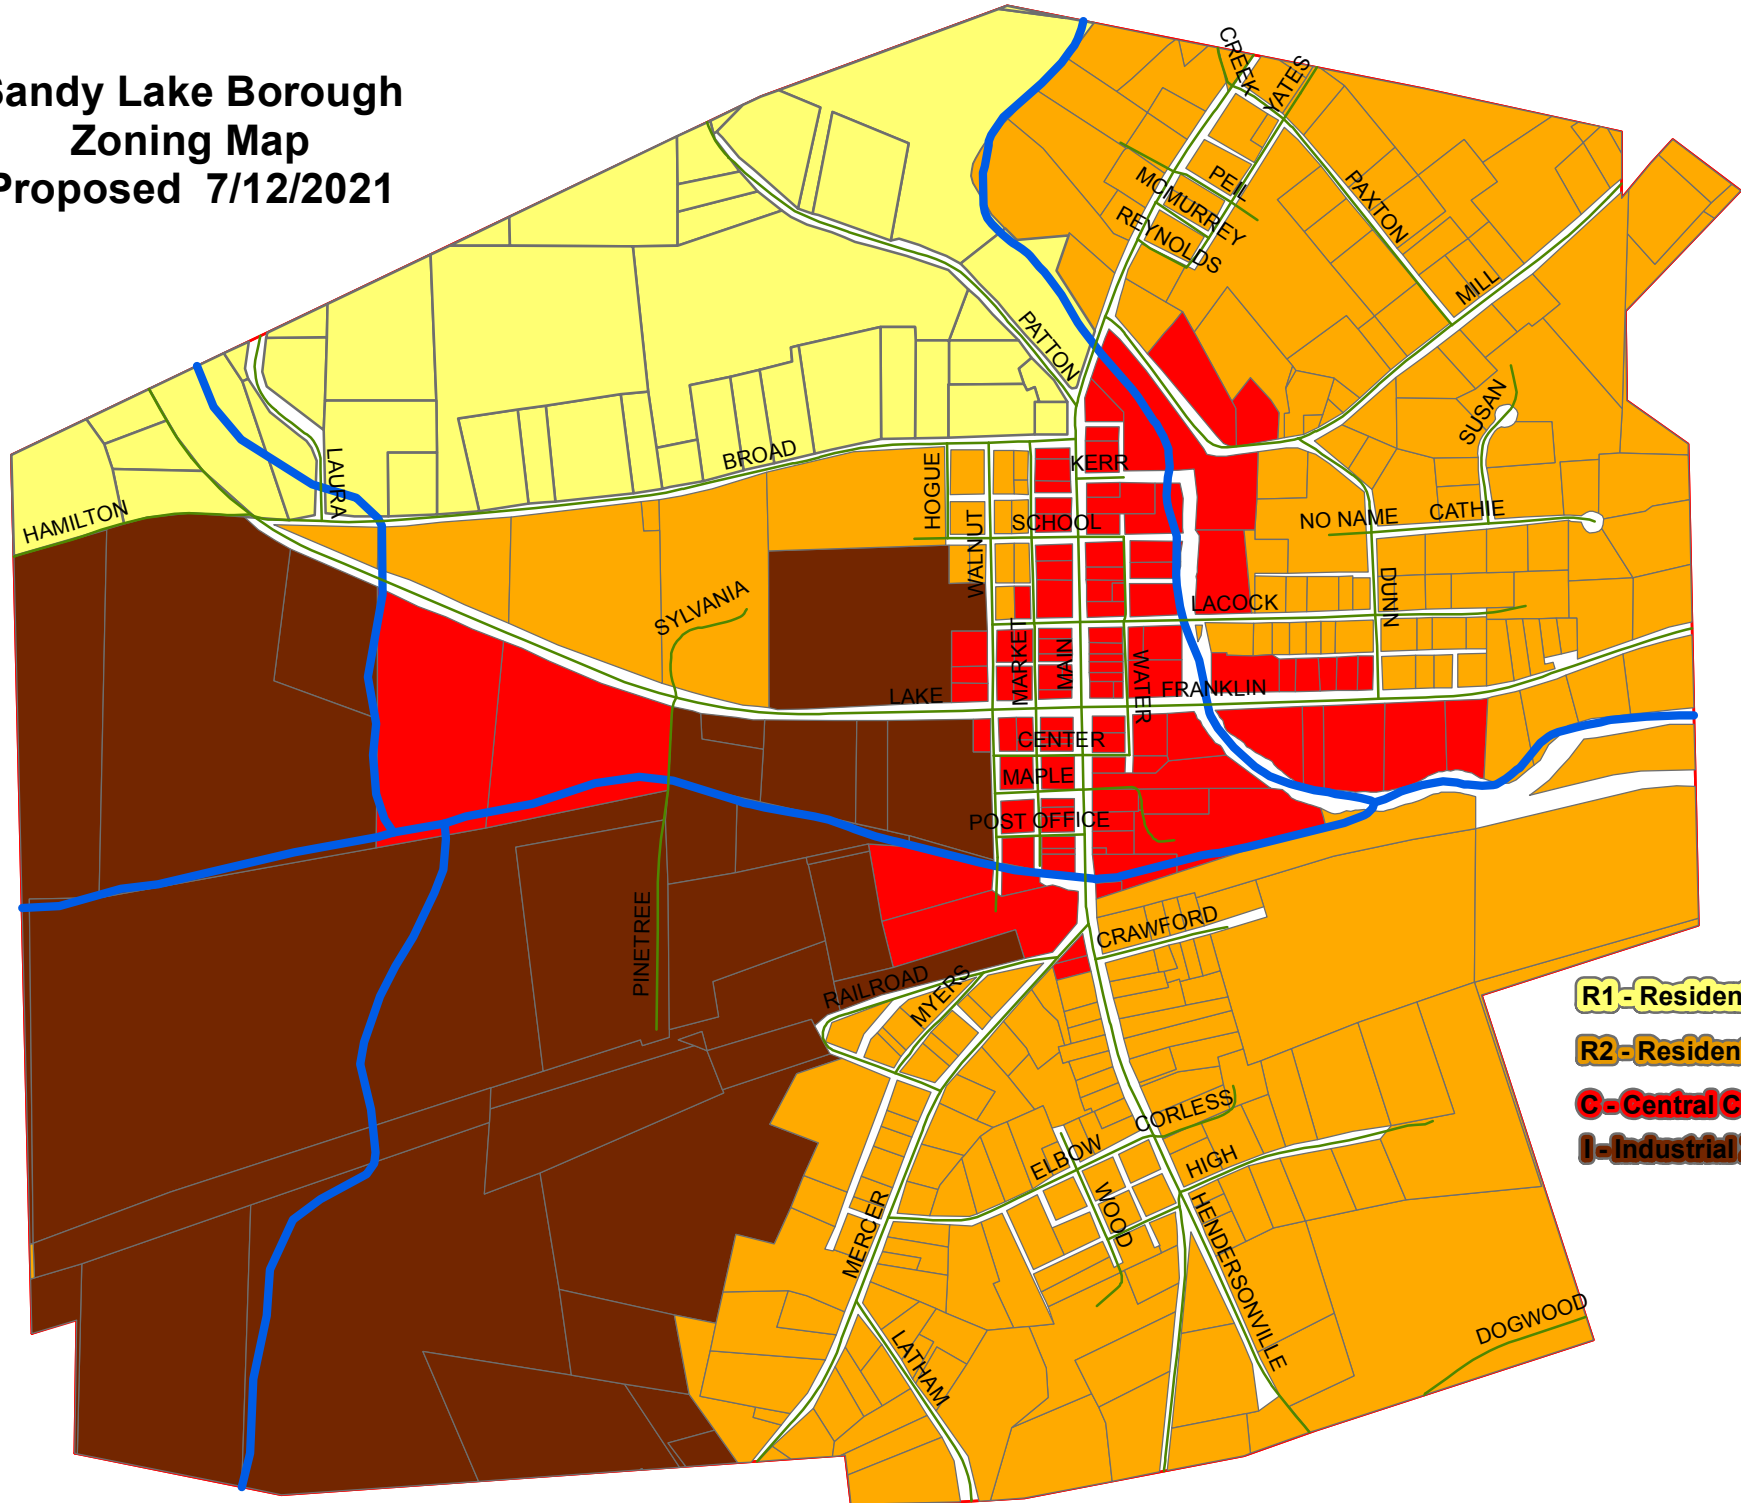 Sandy Lake Borough
Zoning Map
Proposed 7/12/2021
CREEK
YATES
PEIL
MCMURREY
REYNOLDS
PAXTON
MILL
PATTON
SUSAN
BROAD
LAURA
HAMILTON
HOGUE
KERR
SCHOOL
WALNUT
NO NAME
CATHIE
DUNN
SYLVANIA
LACOCK
MARKET
MAIN
WATER
LAKE
FRANKLIN
CENTER
MAPLE
POST OFFICE
PINETREE
CRAWFORD
RAILROAD
MYERS
R1 - Residen
R2 - Residen
C - Central C
I - Industrial
CORLESS
ELBOW
HIGH
WOOD
MERCER
HENDERSONVILLE
LATHAM
DOGWOOD